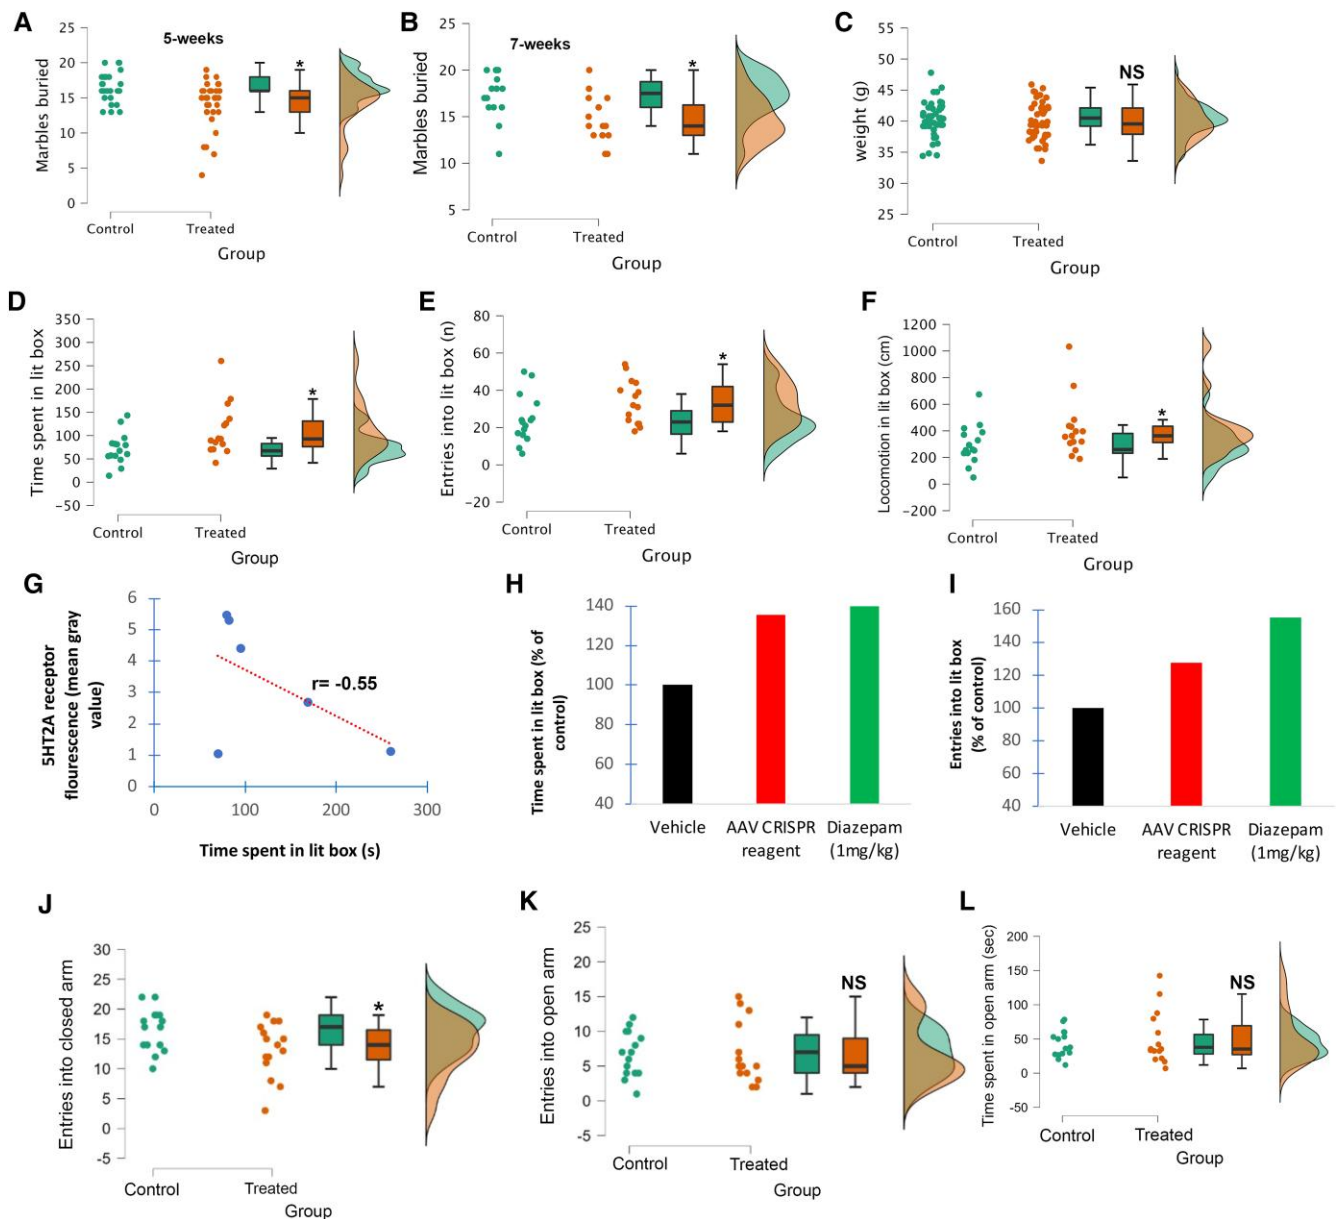 A
25
20
15
10
5
0
Marbles buried
5-weeks
*
Control
Treated
Group
B
25
20
15
10
5
Marbles buried
7-weeks
*
Control
Treated
Group
C
55
50
45
40
35
30
25
weight (g)
NS
Control
Treated
Group
D
350
300
250
200
150
100
50
0
-50
Time spent in lit box
*
Control
Treated
Group
E
80
60
40
20
0
-20
Entries into lit box (n)
*
Control
Treated
Group
F
1200
1000
800
600
400
200
0
-200
Locomotion in lit box (cm)
*
Control
Treated
Group
G
6
5
4
3
2
1
0
5HT2A receptor
flourescence (mean gray
value)
r= -0.55
0
100
200
300
Time spent in lit box (s)
H
140
120
100
80
60
40
Time spent in lit box (% of
control)
Vehicle
AAV CRISPR
reagent
Diazepam
(1mg/kg)
I
160
140
120
100
80
60
40
Entries into lit box
(% of control)
Vehicle
AAV CRISPR
reagent
Diazepam
(1mg/kg)
J
30
25
20
15
10
5
0
-5
Entries into closed arm
*
Control
Treated
Group
K
25
20
15
10
5
0
-5
Entries into open arm
NS
Control
Treated
Group
L
200
150
100
50
0
-50
Time spent in open arm (sec)
NS
Control
Treated
Group